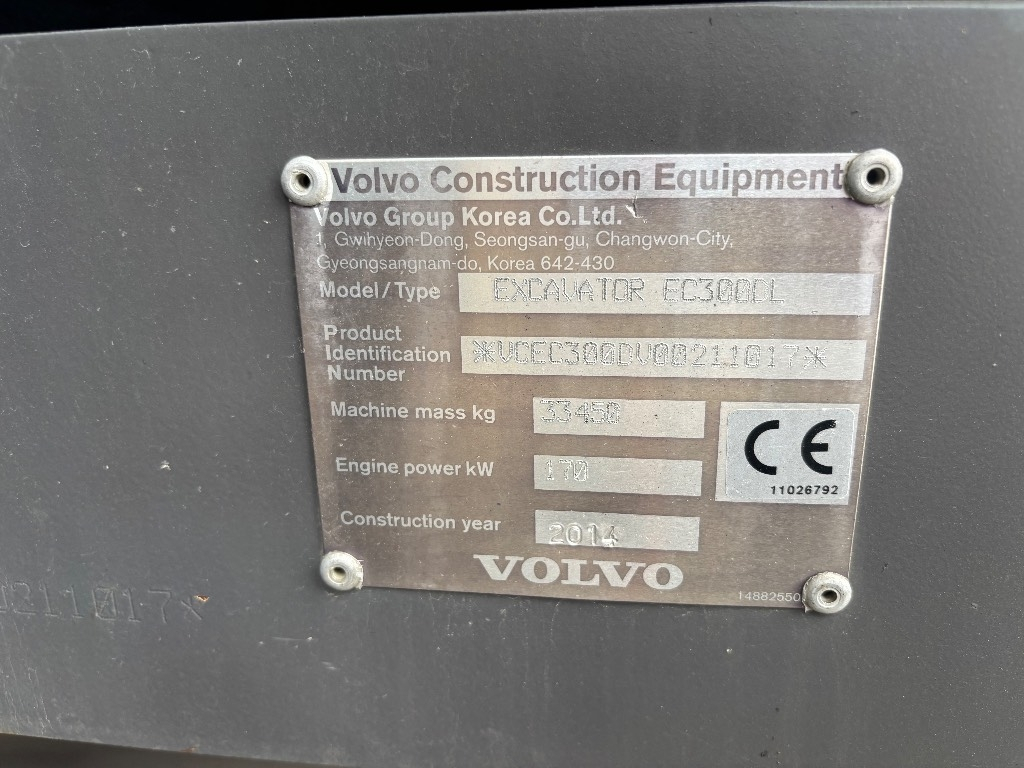 Volvo Construction Equipment
Volvo Group Korea Co.Ltd.
1, Gwihyeon-Dong, Seongsan-gu, Changwon-City,
Gyeongsangnam-do, Korea 642-430
Model/Type EXCAVATOR EC300DL
Product
Identification
Number
*VCEC300DV00211017*
Machine mass kg 33450
Engine power kW 170
Construction year 2014
CE
11026792
VOLVO
14882550
0211017*